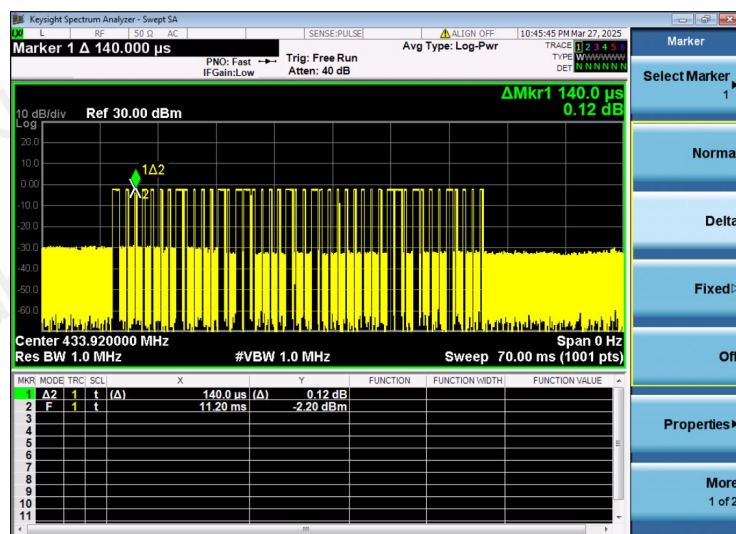 Keysight Spectrum Analyzer - Swept SA
L RF 50 Ω AC SENSE:PULSE ALIGN OFF 10:45:45 PM Mar 27, 2025
Marker 1 Δ 140.000 µs
PNO: Fast
IFGain:Low
Trig: Free Run
Atten: 40 dB
Avg Type: Log-Pwr
TRACE 1 2 3 4 5 6
TYPE WWWWWW
DET N N N N N N
ΔMkr1 140.0 µs
0.12 dB
10 dB/div Ref 30.00 dBm
Log
20.0
10.0
0.00
-10.0
-20.0
-30.0
-40.0
-50.0
-60.0
1Δ2
2
Center 433.920000 MHz Span 0 Hz
Res BW 1.0 MHz #VBW 1.0 MHz Sweep 70.00 ms (1001 pts)
MKR MODE TRC SCL X Y FUNCTION FUNCTION WIDTH FUNCTION VALUE
1 Δ2 1 t (Δ) 140.0 µs (Δ) 0.12 dB
2 F 1 t 11.20 ms -2.20 dBm
3
4
5
6
7
8
9
10
11
Marker
Select Marker
1
Norma
Delta
Fixed
Off
Properties
More
1 of 2